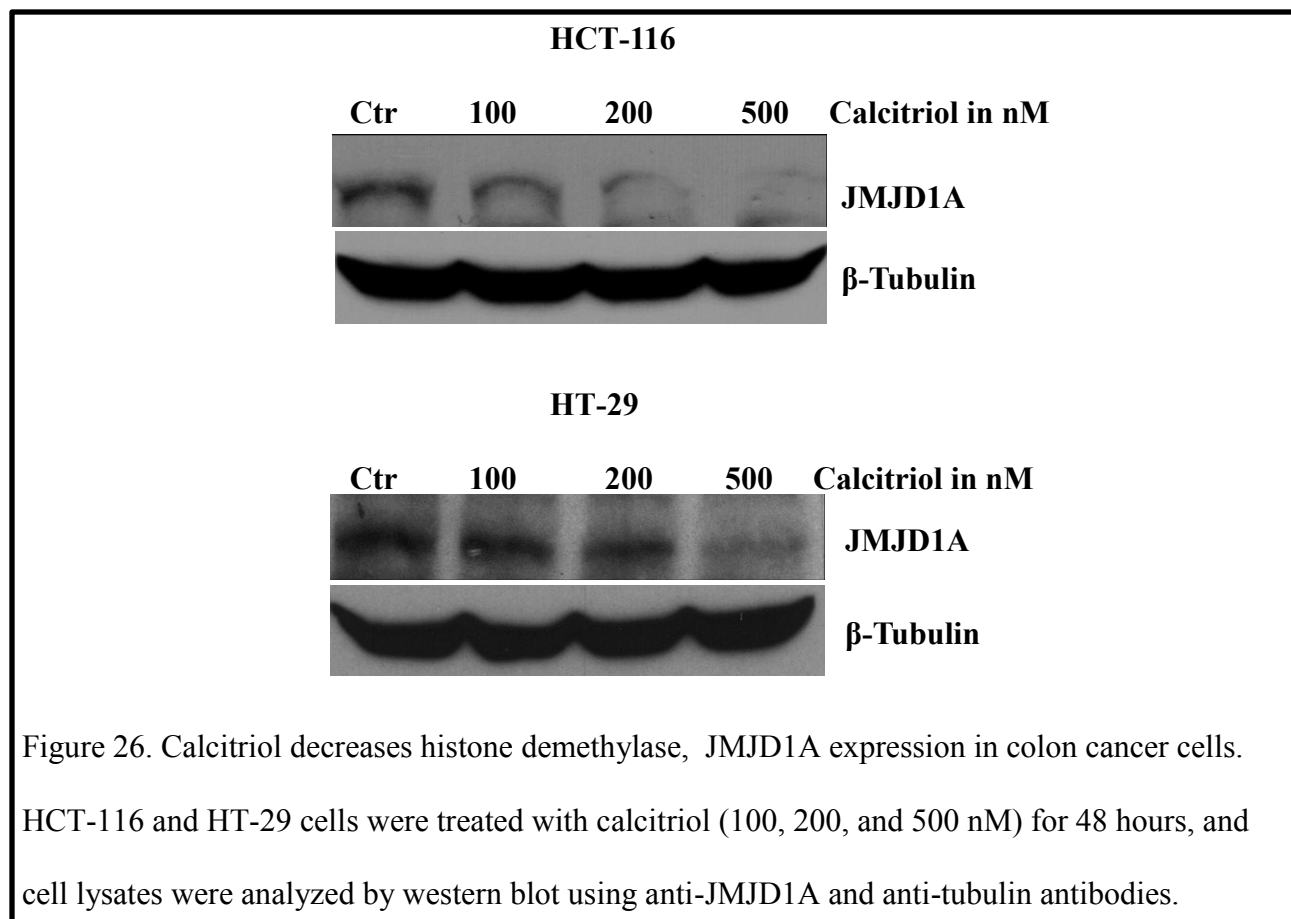 HCT-116
Ctr 100 200 500 Calcitriol in nM
JMJD1A
β-Tubulin
HT-29
Ctr 100 200 500 Calcitriol in nM
JMJD1A
β-Tubulin
Figure 26. Calcitriol decreases histone demethylase, JMJD1A expression in colon cancer cells.
HCT-116 and HT-29 cells were treated with calcitriol (100, 200, and 500 nM) for 48 hours, and
cell lysates were analyzed by western blot using anti-JMJD1A and anti-tubulin antibodies.